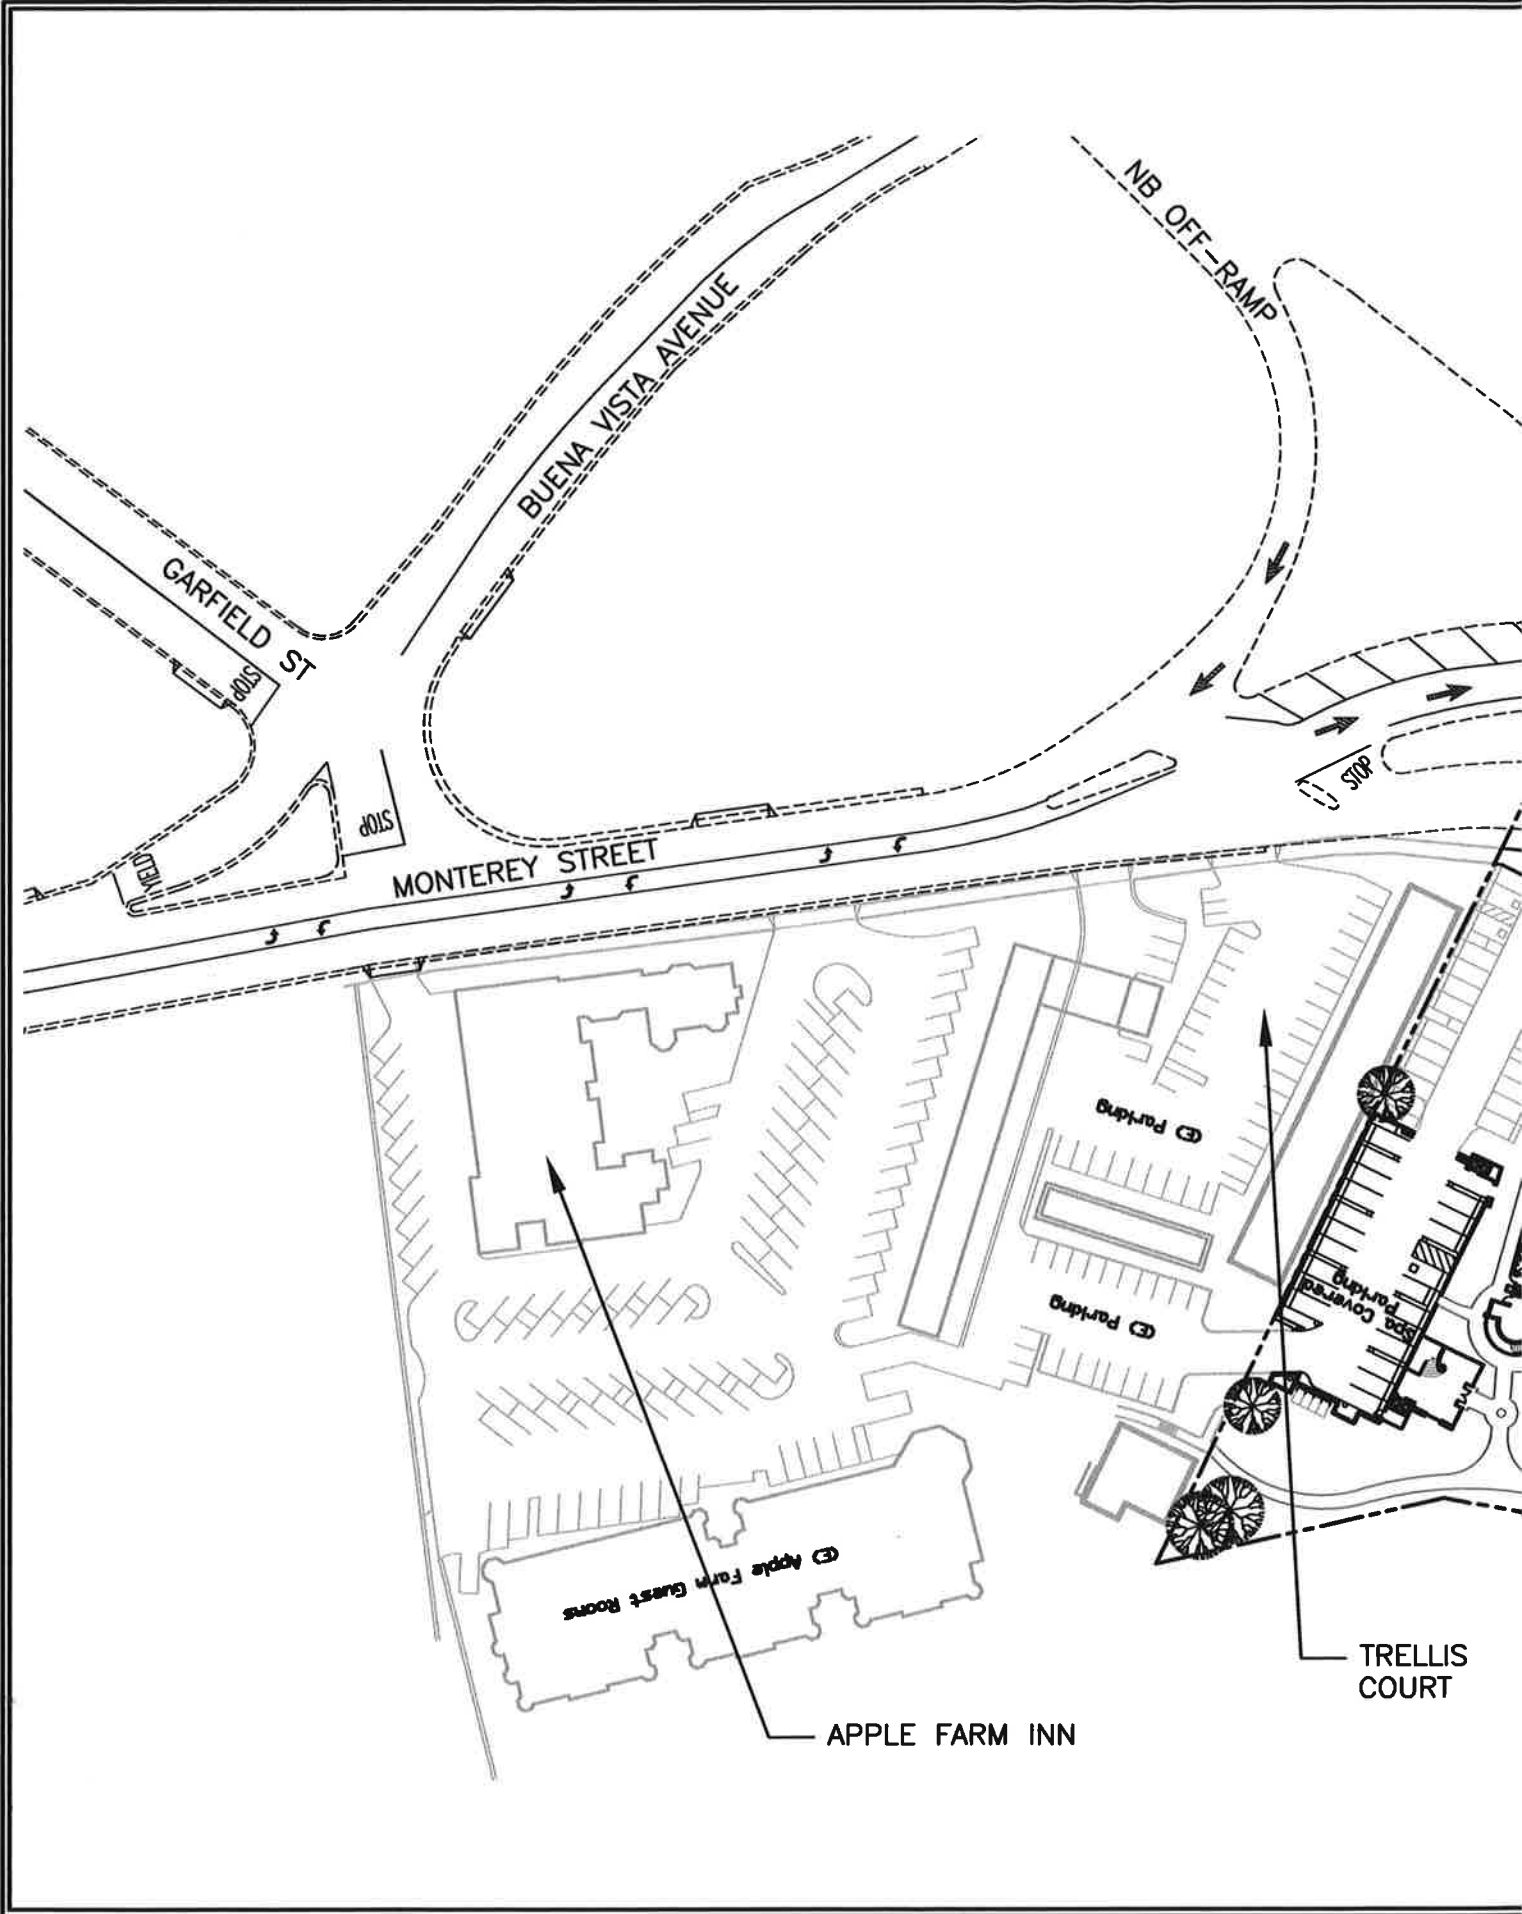 NB OFF-RAMP
BUENA VISTA AVENUE
GARFIELD ST
STOP
STOP
STOP
YIELD
MONTEREY STREET
(E) Parking
(E) Parking
Spa Covered
Parking
(E) Apple Farm Guest Rooms
TRELLIS
COURT
APPLE FARM INN